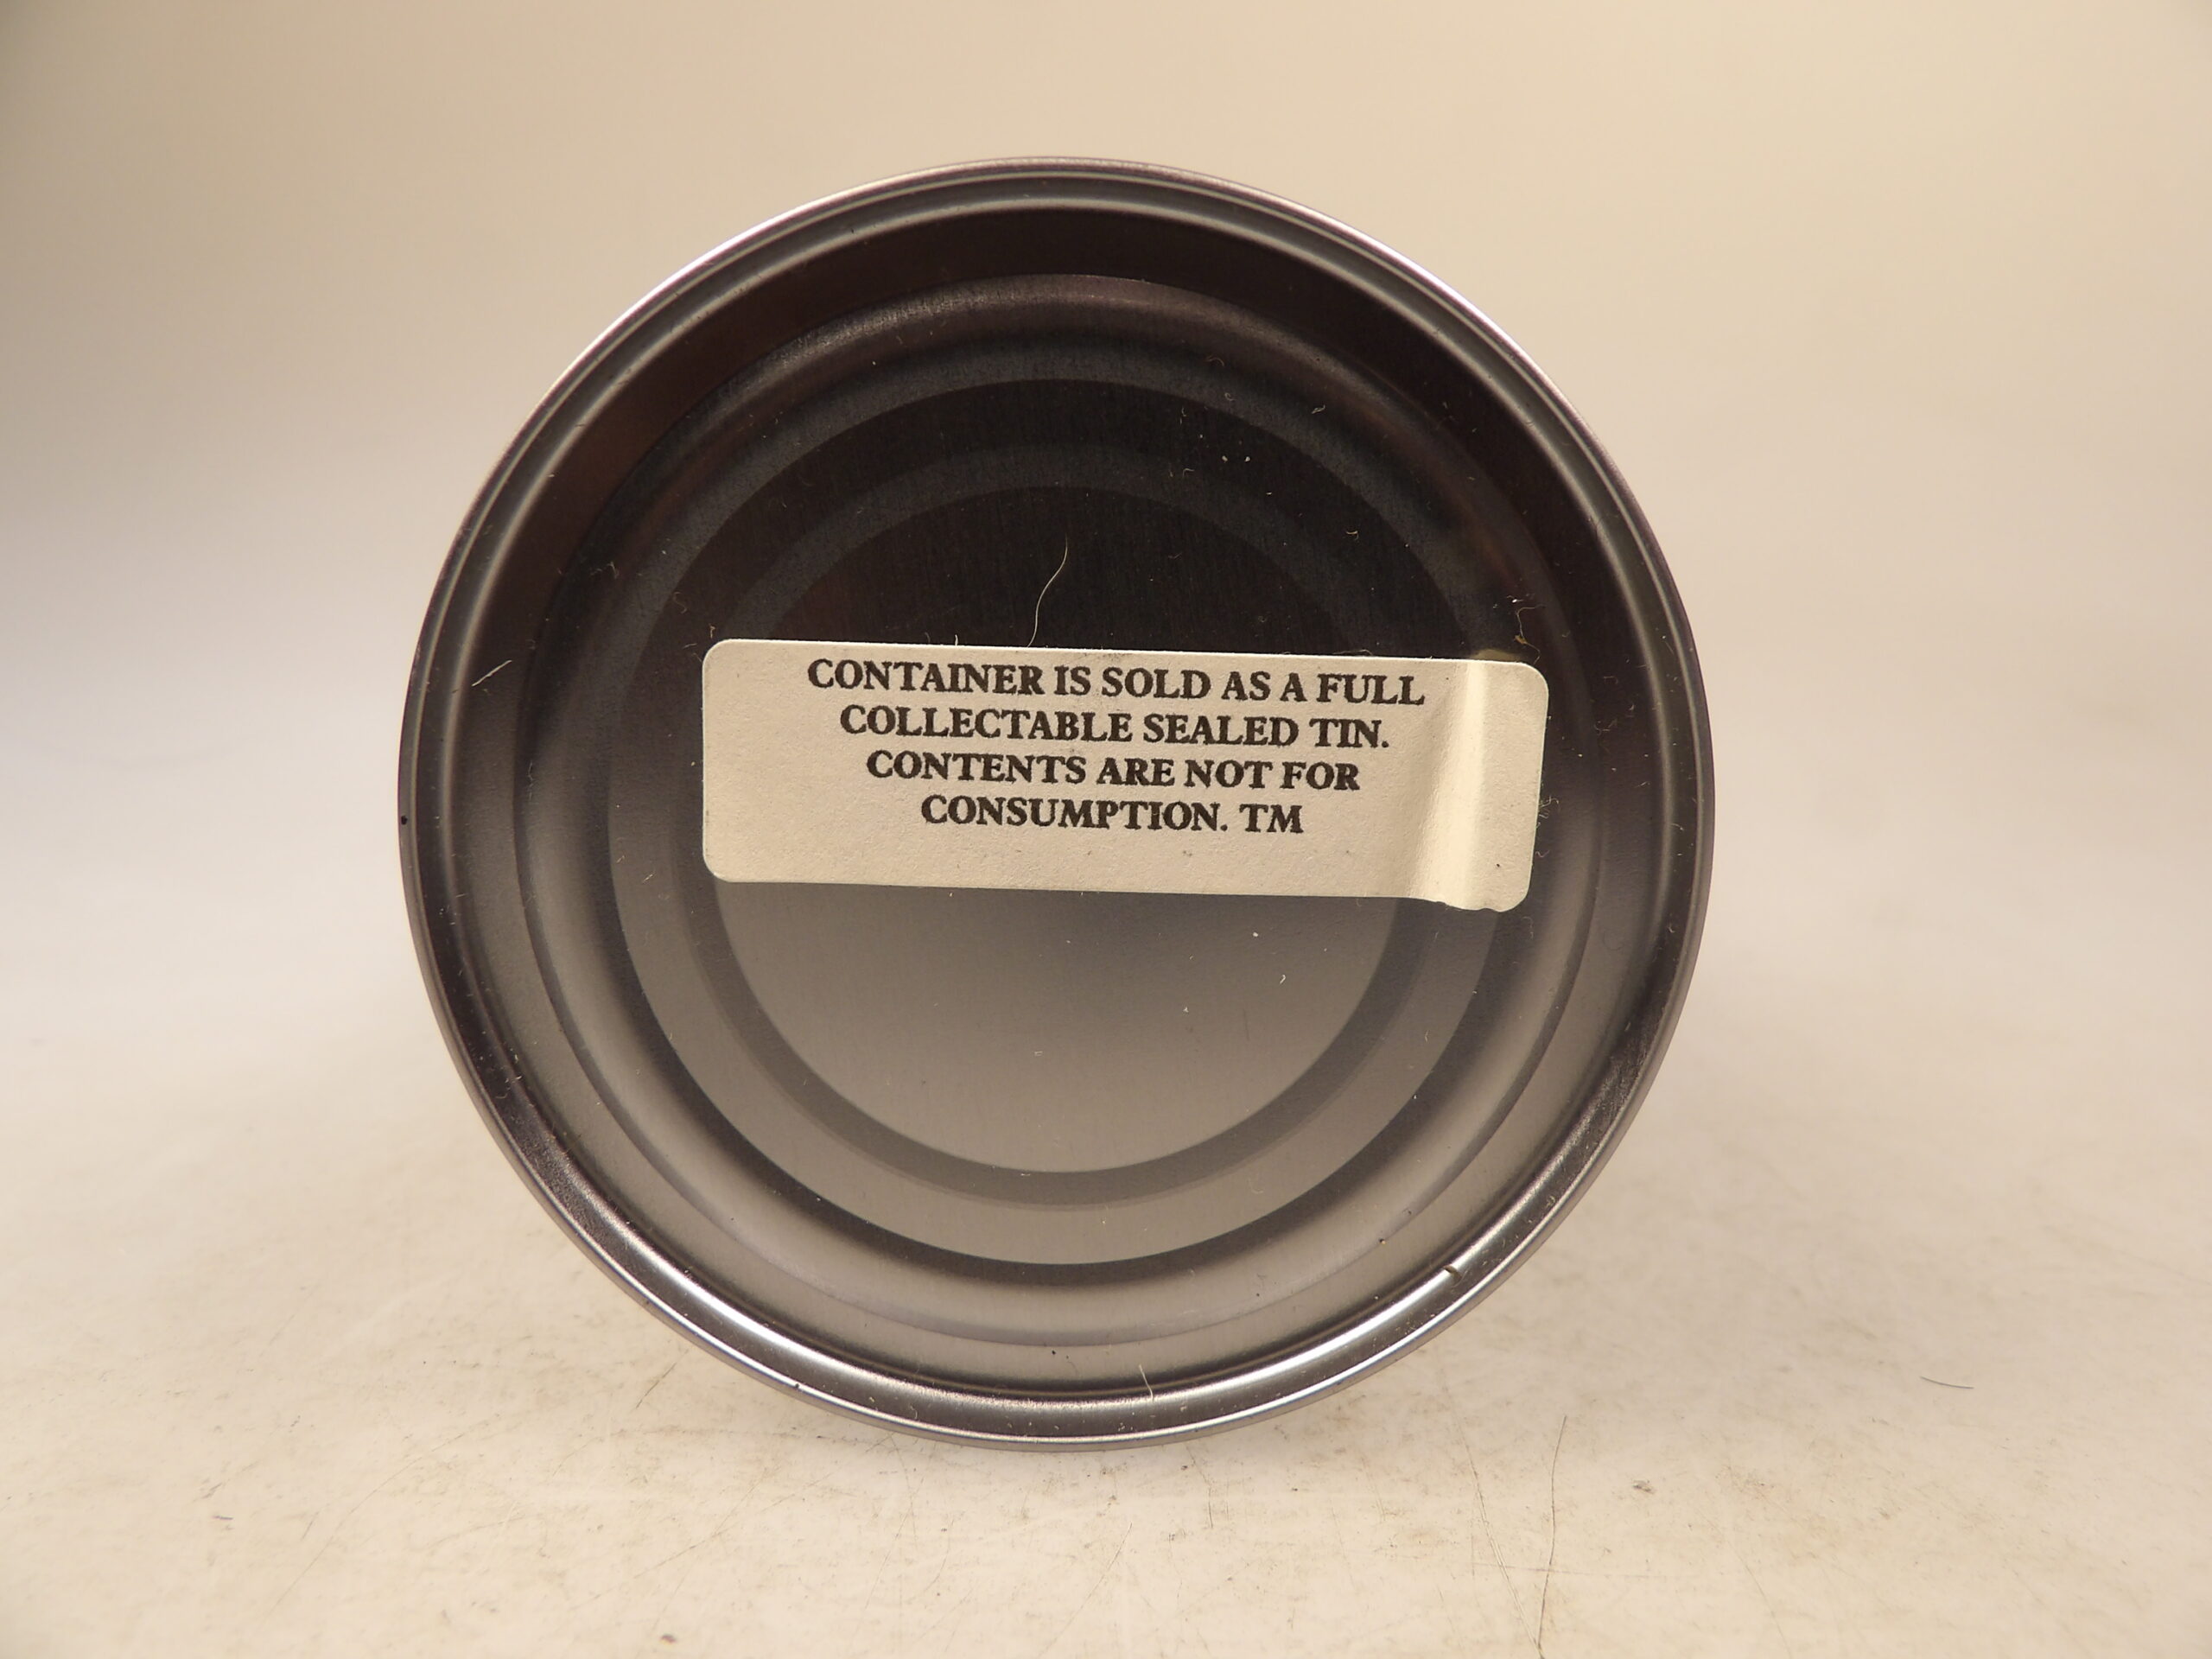 CONTAINER IS SOLD AS A FULL
COLLECTABLE SEALED TIN.
CONTENTS ARE NOT FOR
CONSUMPTION. TM